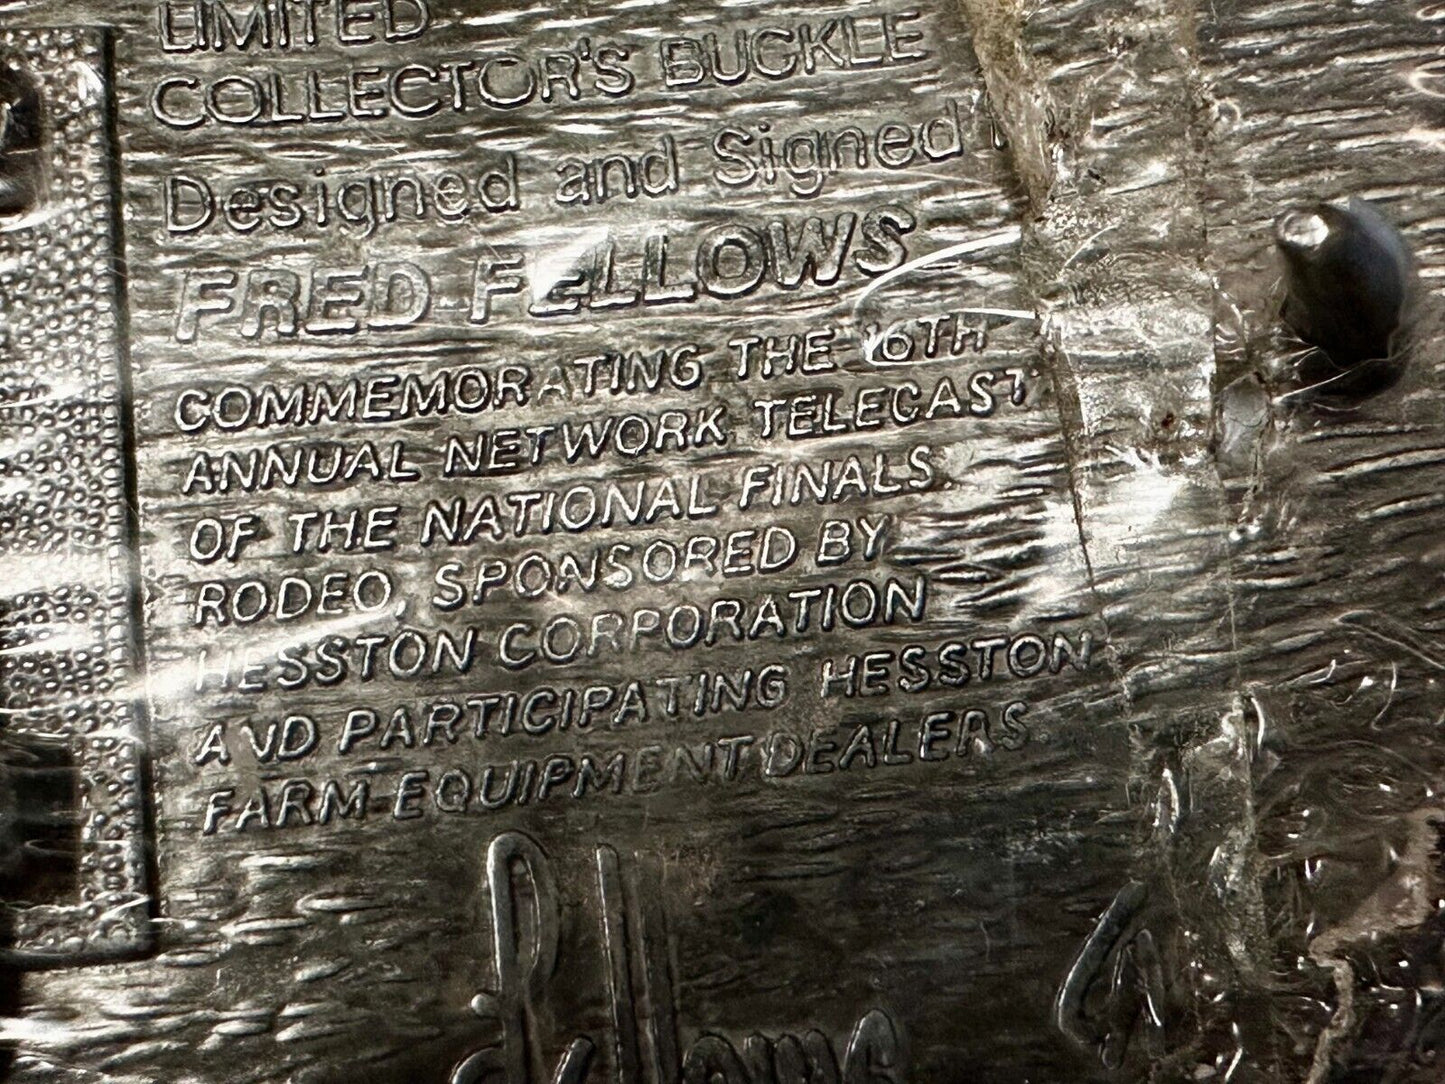 LIMITED
COLLECTOR'S BUCKLE
Designed and Signed
FRED FELLOWS
COMMEMORATING THE 16TH
ANNUAL NETWORK TELECAST
OF THE NATIONAL FINALS
RODEO, SPONSORED BY
HESSTON CORPORATION
AND PARTICIPATING HESSTON
FARM EQUIPMENT DEALERS.
Fellows